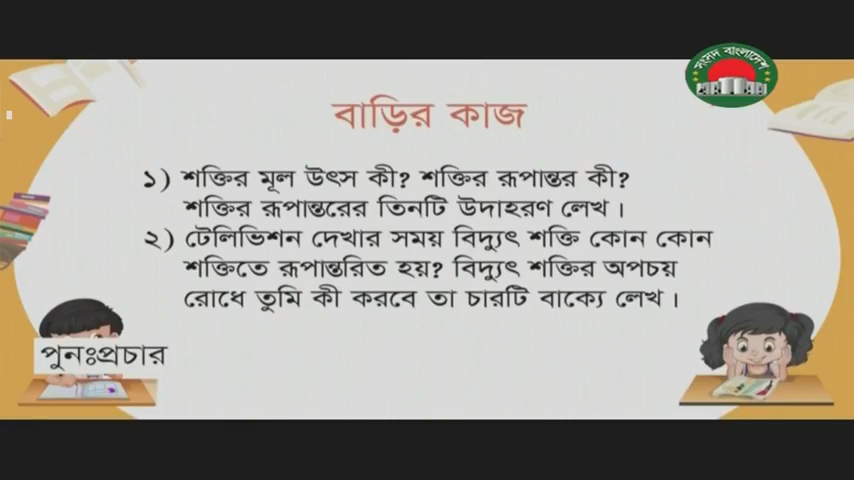 সংসদ বাংলাদেশ
বাড়ির কাজ
১) শক্তির মূল উৎস কী? শক্তির রূপান্তর কী?
শক্তির রূপান্তরের তিনটি উদাহরণ লেখ।
২) টেলিভিশন দেখার সময় বিদ্যুৎ শক্তি কোন কোন
শক্তিতে রূপান্তরিত হয়? বিদ্যুৎ শক্তির অপচয়
রোধে তুমি কী করবে তা চারটি বাক্যে লেখ।
পুনঃপ্রচার